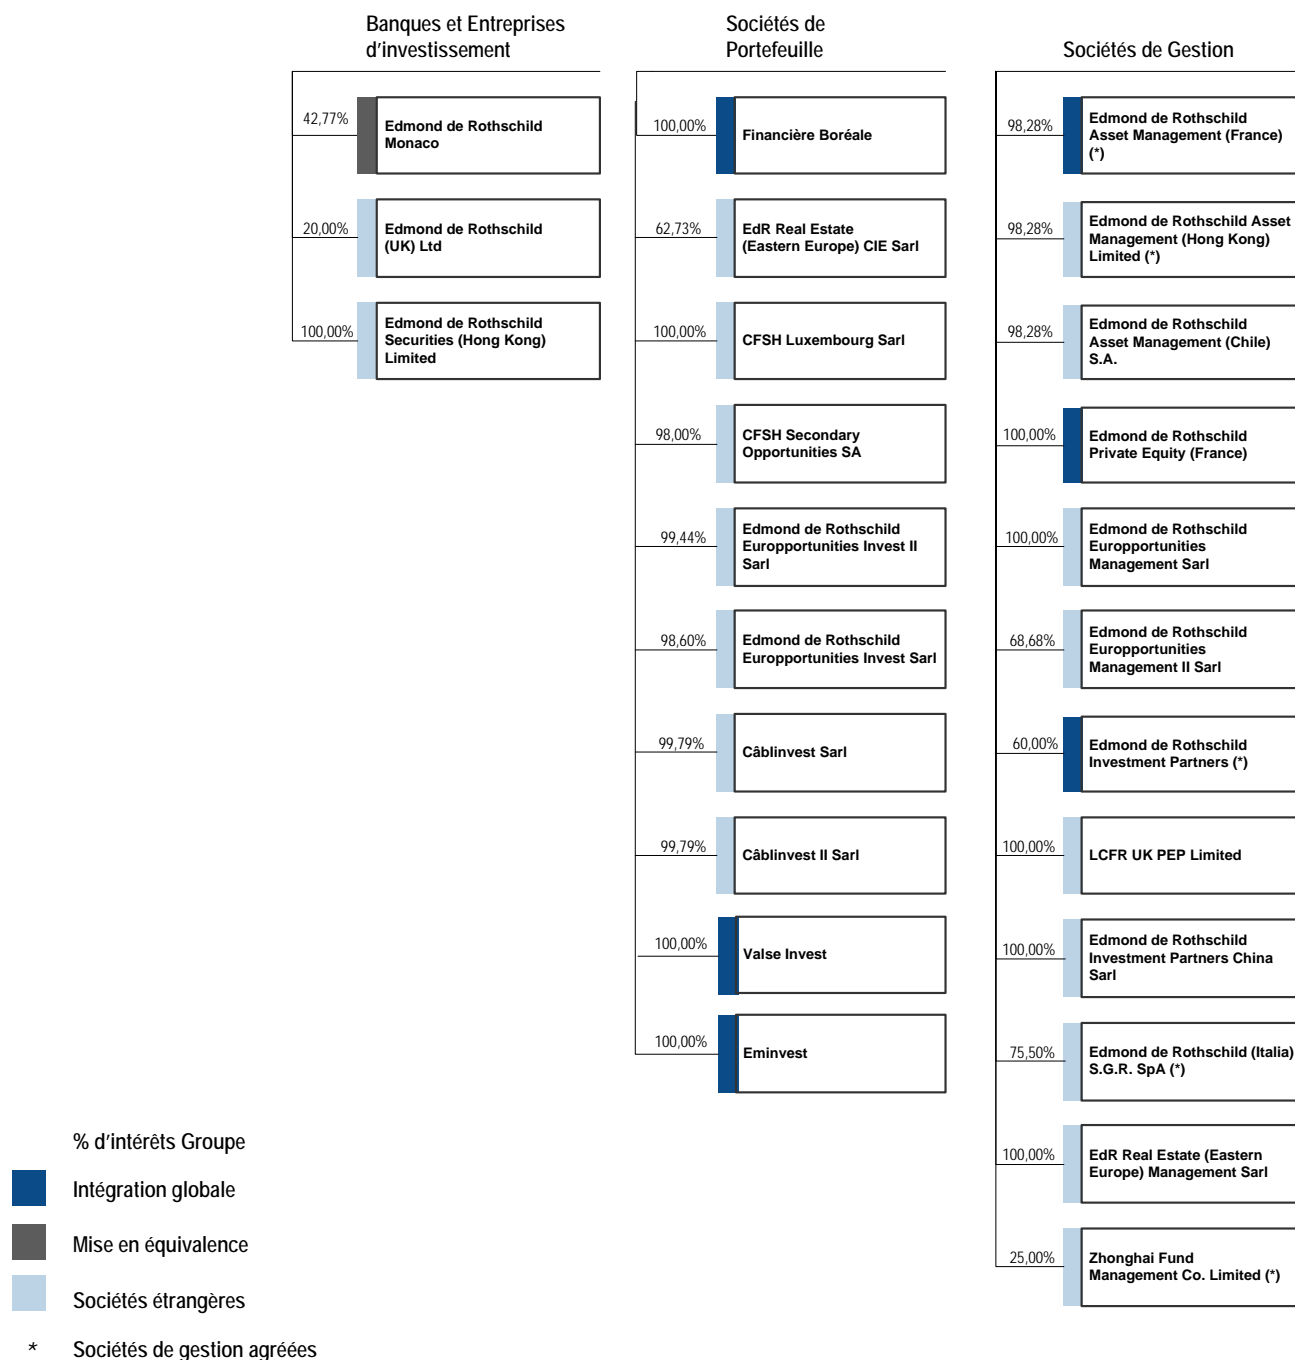 Banques et Entreprises
d'investissement
42,77%
Edmond de Rothschild
Monaco
20,00%
Edmond de Rothschild
(UK) Ltd
100,00%
Edmond de Rothschild
Securities (Hong Kong)
Limited
Sociétés de
Portefeuille
100,00%
Financière Boréale
62,73%
EdR Real Estate
(Eastern Europe) CIE Sarl
100,00%
CFSH Luxembourg Sarl
98,00%
CFSH Secondary
Opportunities SA
99,44%
Edmond de Rothschild
Europportunities Invest II
Sarl
98,60%
Edmond de Rothschild
Europportunities Invest Sarl
99,79%
Câblinvest Sarl
99,79%
Câblinvest II Sarl
100,00%
Valse Invest
100,00%
Eminvest
Sociétés de Gestion
98,28%
Edmond de Rothschild
Asset Management (France)
(*)
98,28%
Edmond de Rothschild Asset
Management (Hong Kong)
Limited (*)
98,28%
Edmond de Rothschild
Asset Management (Chile)
S.A.
100,00%
Edmond de Rothschild
Private Equity (France)
100,00%
Edmond de Rothschild
Europportunities
Management Sarl
68,68%
Edmond de Rothschild
Europportunities
Management II Sarl
60,00%
Edmond de Rothschild
Investment Partners (*)
100,00%
LCFR UK PEP Limited
100,00%
Edmond de Rothschild
Investment Partners China
Sarl
75,50%
Edmond de Rothschild (Italia)
S.G.R. SpA (*)
100,00%
EdR Real Estate (Eastern
Europe) Management Sarl
25,00%
Zhonghai Fund
Management Co. Limited (*)
% d'intérêts Groupe
Intégration globale
Mise en équivalence
Sociétés étrangères
* Sociétés de gestion agréées